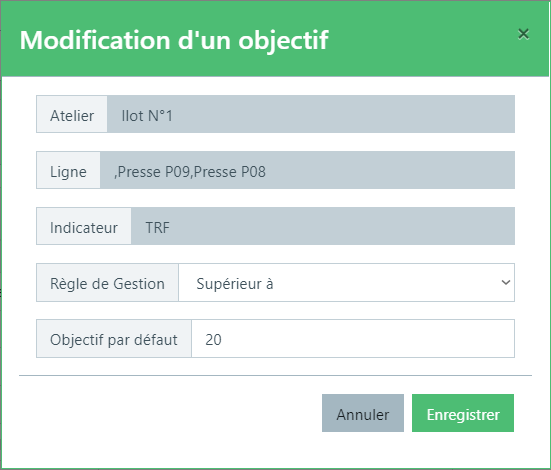 Modification d'un objectif
×
Atelier Ilot N°1
Ligne ,Presse P09,Presse P08
Indicateur TRF
Règle de Gestion Supérieur à
Objectif par défaut 20
Annuler Enregistrer